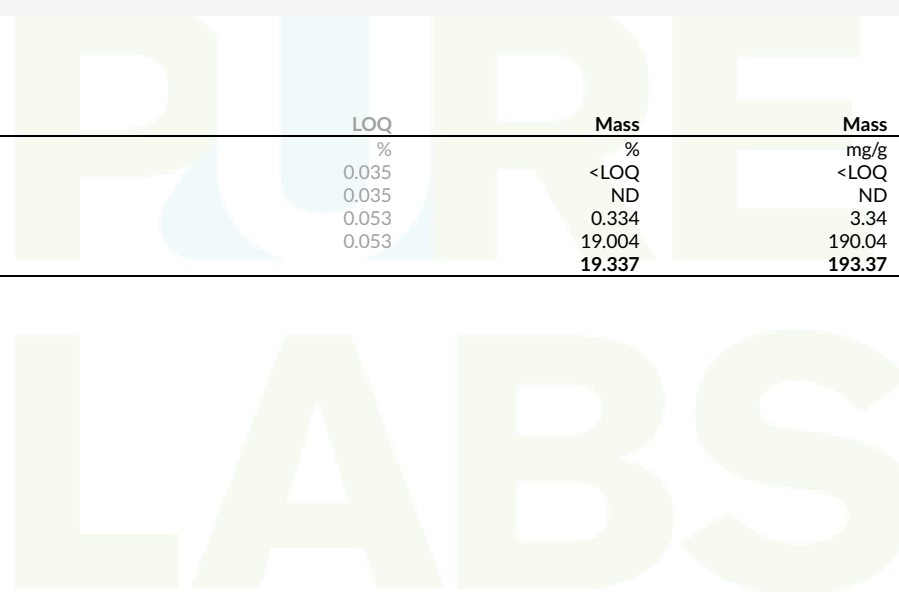 PURE
LOQ Mass Mass
% % mg/g
0.035 <LOQ <LOQ
0.035 ND ND
0.053 0.334 3.34
0.053 19.004 190.04
19.337 193.37
LABS